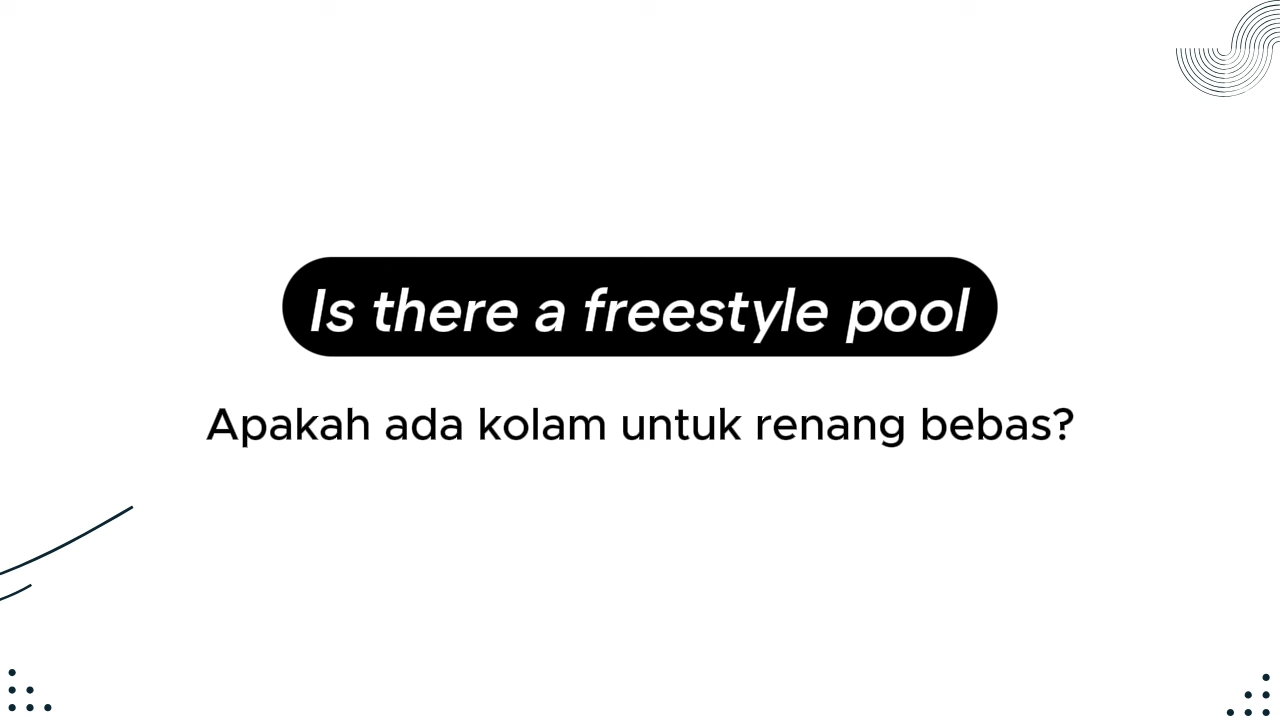 Is there a freestyle pool
Apakah ada kolam untuk renang bebas?